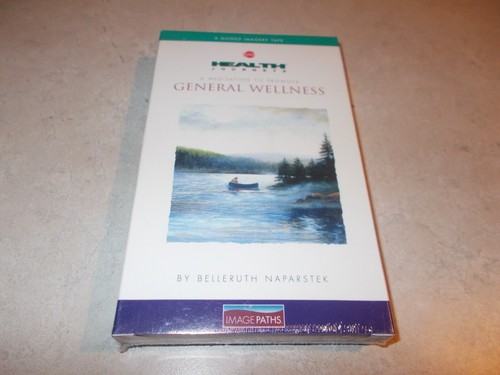 A GUIDED IMAGERY TAPE
HEALTH
JOURNEYS
A MEDITATION TO PROMOTE
GENERAL WELLNESS
BY BELLERUTH NAPARSTEK
IMAGE PATHS